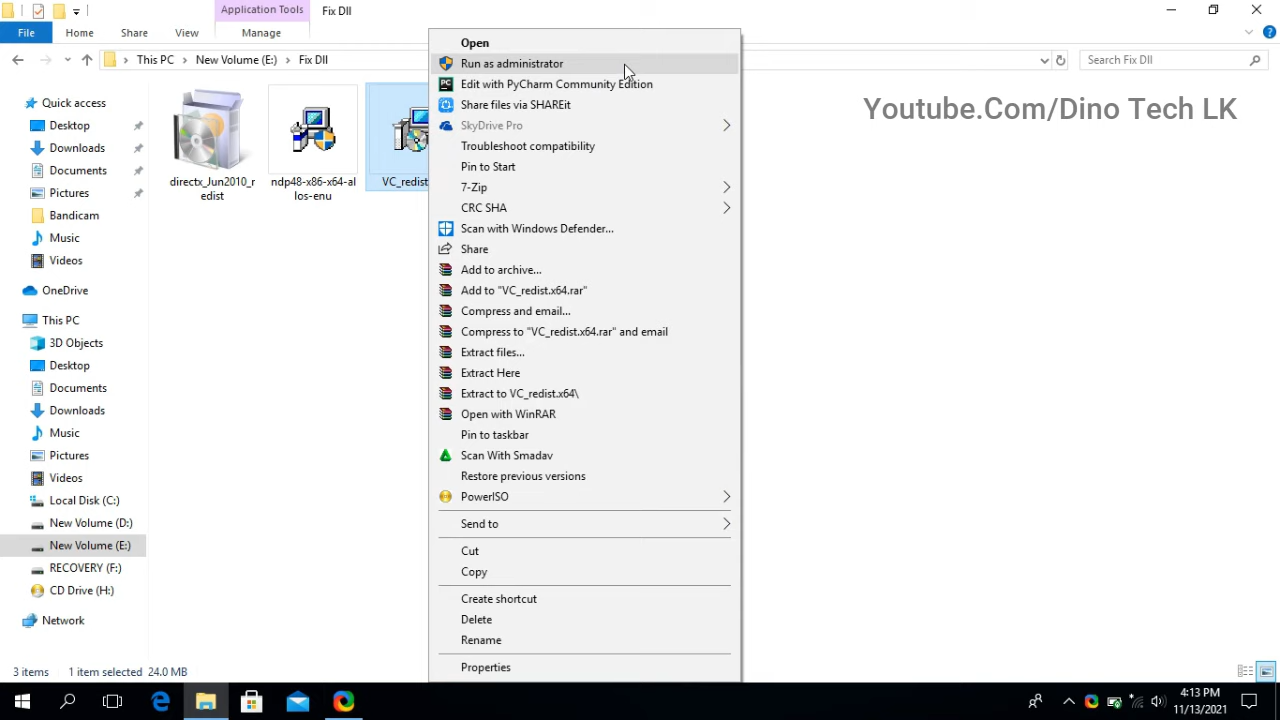 Application Tools
Fix Dll
File
Home
Share
View
Manage
This PC
New Volume (E:)
Fix Dll
Search Fix Dll
Youtube.Com/Dino Tech LK
Quick access
Desktop
Downloads
Documents
Pictures
Bandicam
Music
Videos
OneDrive
This PC
3D Objects
Desktop
Documents
Downloads
Music
Pictures
Videos
Local Disk (C:)
New Volume (D:)
New Volume (E:)
RECOVERY (F:)
CD Drive (H:)
Network
directx_Jun2010_r
edist
ndp48-x86-x64-al
los-enu
VC_redist
Open
Run as administrator
PC
Edit with PyCharm Community Edition
Share files via SHAREit
SkyDrive Pro
Troubleshoot compatibility
Pin to Start
7-Zip
CRC SHA
Scan with Windows Defender...
Share
Add to archive...
Add to "VC_redist.x64.rar"
Compress and email...
Compress to "VC_redist.x64.rar" and email
Extract files...
Extract Here
Extract to VC_redist.x64\
Open with WinRAR
Pin to taskbar
Scan With Smadav
Restore previous versions
PowerISO
Send to
Cut
Copy
Create shortcut
Delete
Rename
Properties
3 items
1 item selected 24.0 MB
4:13 PM
11/13/2021